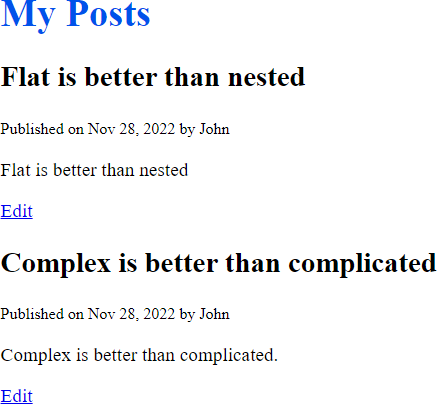 My Posts
Flat is better than nested
Published on Nov 28, 2022 by John
Flat is better than nested
Edit
Complex is better than complicated
Published on Nov 28, 2022 by John
Complex is better than complicated.
Edit